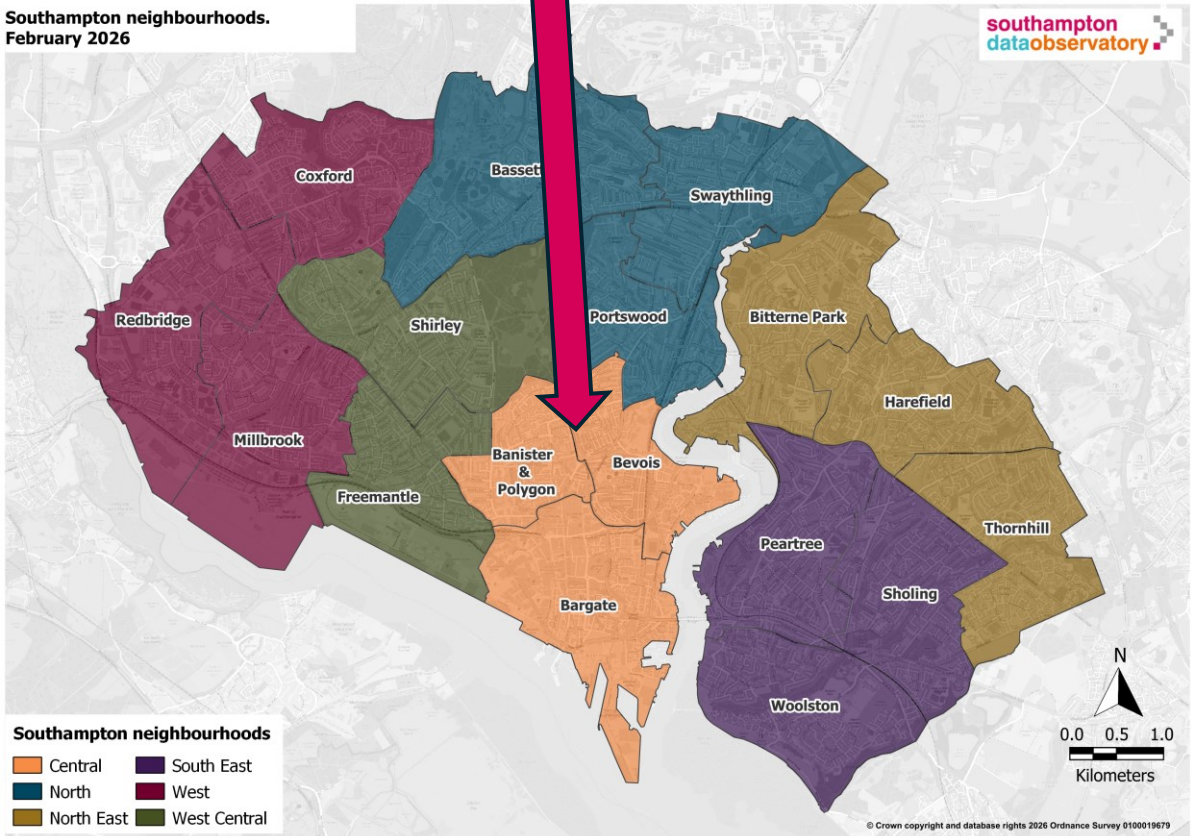 Southampton neighbourhoods.
February 2026
southampton
dataobservatory
Coxford
Basset
Swaythling
Redbridge
Shirley
Portswood
Bitterne Park
Harefield
Millbrook
Banister
&
Polygon
Bevois
Freemantle
Thornhill
Peartree
Sholing
Bargate
Woolston
N
0.0 0.5 1.0
Kilometers
Southampton neighbourhoods
Central
South East
North
West
North East
West Central
© Crown copyright and database rights 2026 Ordnance Survey 0100019679